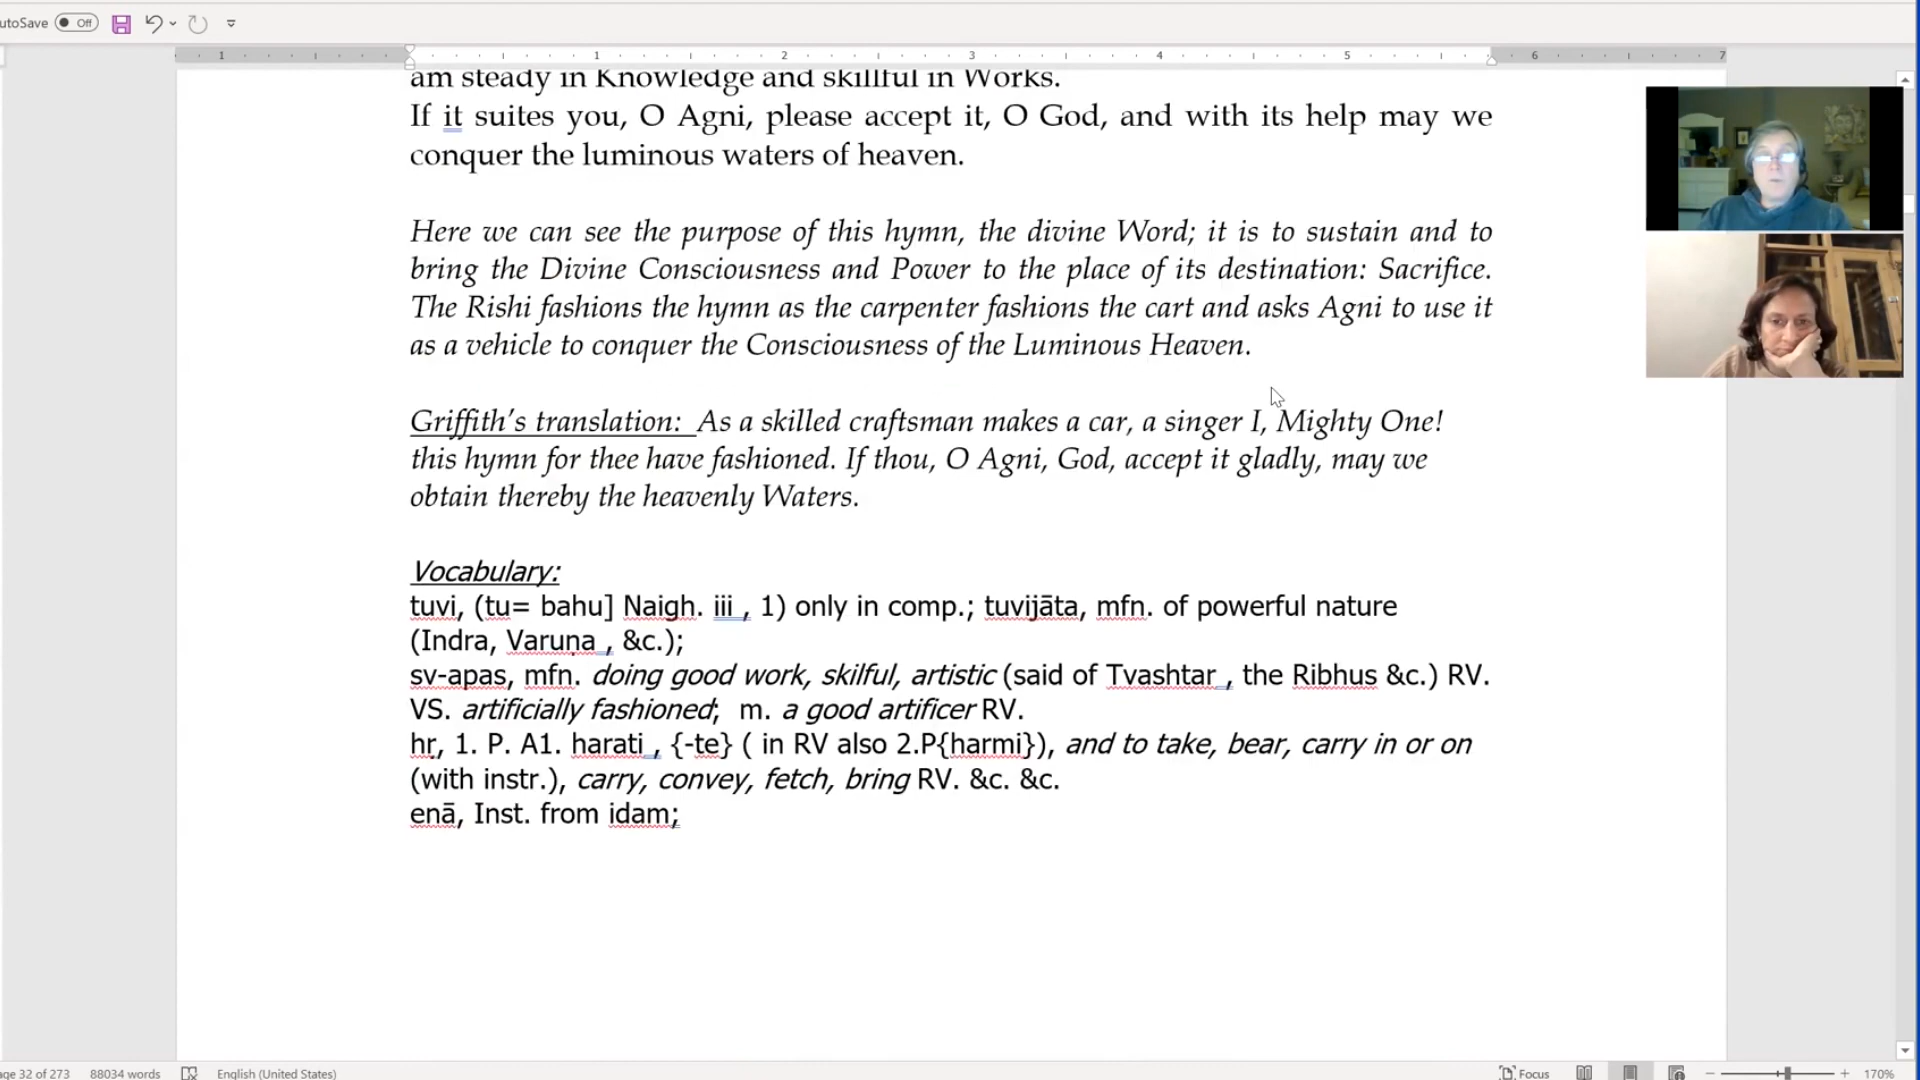 utoSave Off
1 1 2 3 4 5 6 7
am steady in Knowledge and skillful in Works.
If it suites you, O Agni, please accept it, O God, and with its help may we
conquer the luminous waters of heaven.
Here we can see the purpose of this hymn, the divine Word; it is to sustain and to
bring the Divine Consciousness and Power to the place of its destination: Sacrifice.
The Rishi fashions the hymn as the carpenter fashions the cart and asks Agni to use it
as a vehicle to conquer the Consciousness of the Luminous Heaven.
Griffith's translation: As a skilled craftsman makes a car, a singer I, Mighty One!
this hymn for thee have fashioned. If thou, O Agni, God, accept it gladly, may we
obtain thereby the heavenly Waters.
Vocabulary:
tuvi, (tu= bahu] Naigh. iii , 1) only in comp.; tuvijāta, mfn. of powerful nature
(Indra, Varuṇa , &c.);
sv-apas, mfn. doing good work, skilful, artistic (said of Tvashtar , the Ribhus &c.) RV.
VS. artificially fashioned; m. a good artificer RV.
hṛ, 1. P. A1. harati , {-te} ( in RV also 2.P{harmi}), and to take, bear, carry in or on
(with instr.), carry, convey, fetch, bring RV. &c. &c.
enā, Inst. from idam;
age 32 of 273 88034 words English (United States) Focus 170%